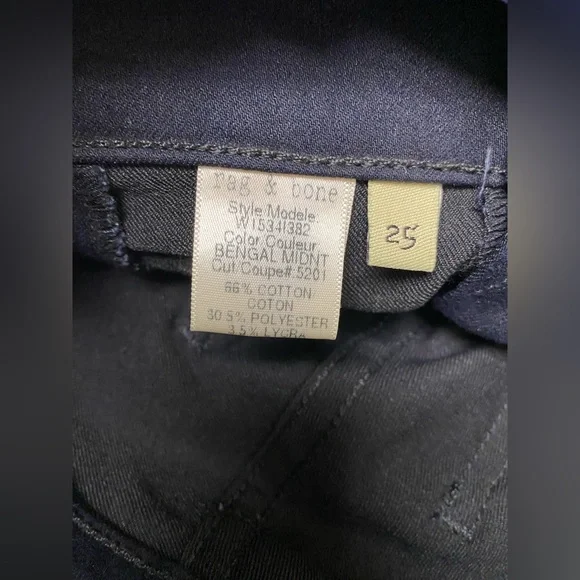 rag & bone
Style Modele:
W1534I382
Color Couleur:
BENGAL MIDNT
Cut Coupe#:5201
66% COTTON
COTON
30.5% POLYESTER
3.5% LYCRA
25